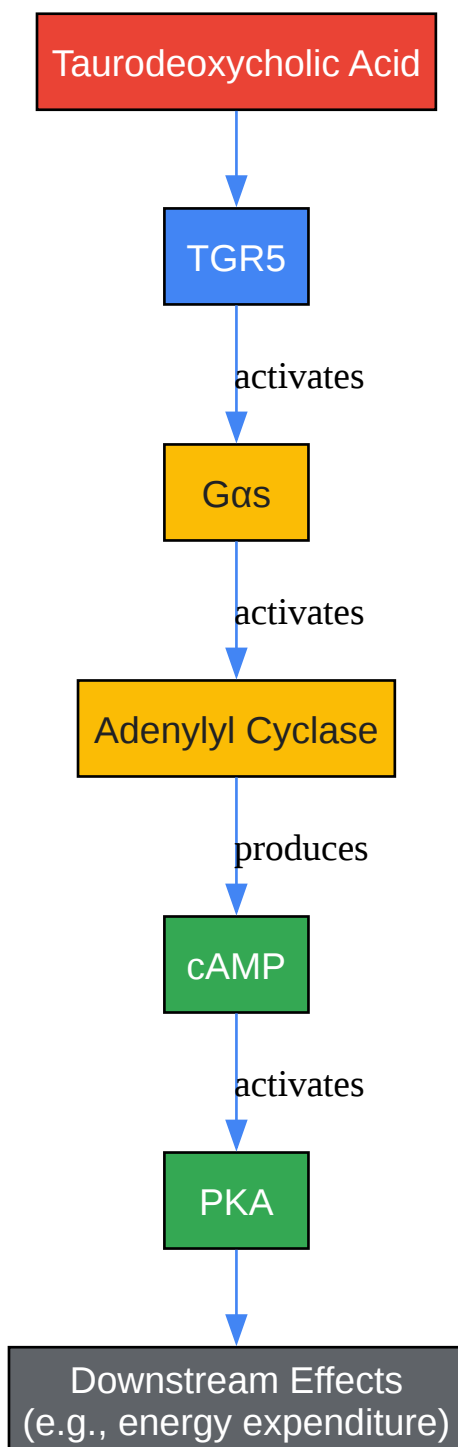 Taurodeoxycholic Acid
TGR5
activates
Gαs
activates
Adenylyl Cyclase
produces
cAMP
activates
PKA
Downstream Effects
(e.g., energy expenditure)